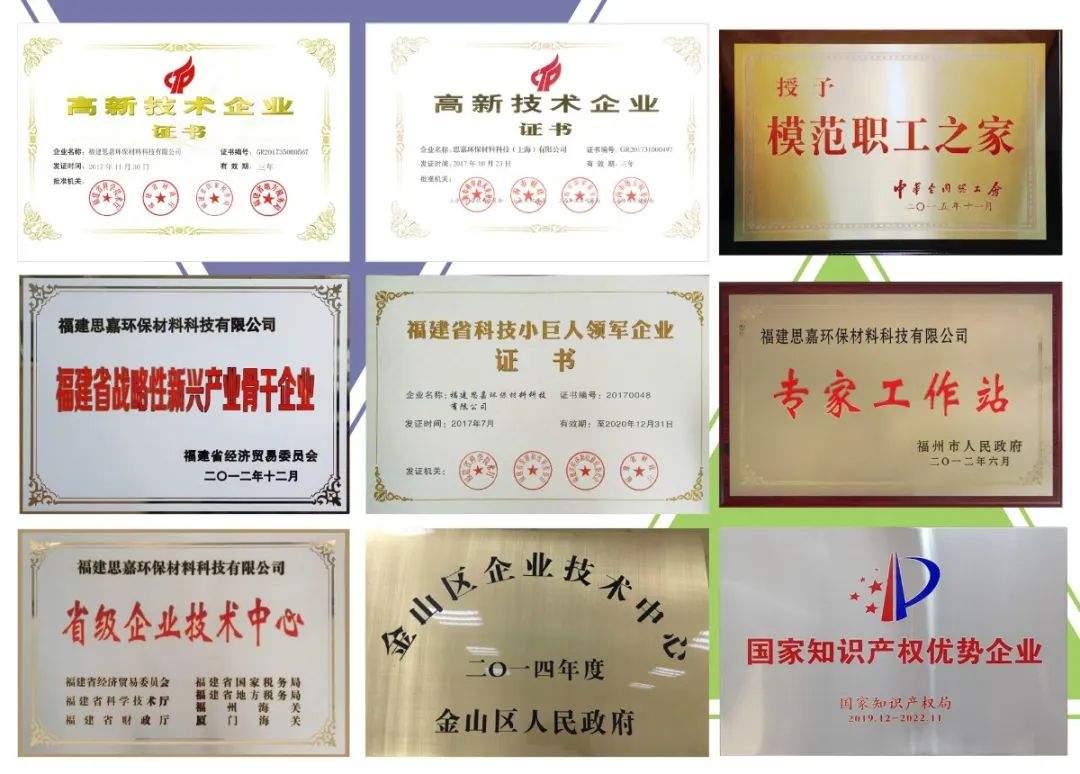 高新技术企业
证书
企业名称：福建思嘉环保材料科技有限公司
证书编号：GR201735000567
发证时间：2017年11月30日
有效期：三年
批准机关：
高新技术企业
证书
企业名称：思嘉环保材料科技（上海）有限公司
证书编号：GR201731000497
发证时间：2017年10月23日
有效期：三年
批准机关：
授予
模范职工之家
中华全国总工会
二〇一五年十一月
福建思嘉环保材料科技有限公司
福建省战略性新兴产业骨干企业
福建省经济贸易委员会
二〇一二年十二月
福建省科技小巨人领军企业
证书
企业名称：福建思嘉环保材料科技
有限公司
证书编号：20170048
发证时间：2017年7月
有效期：至2020年12月31日
发证机关：
福建思嘉环保材料科技有限公司
专家工作站
福州市人民政府
二〇一二年六月
福建思嘉环保材料科技有限公司
省级企业技术中心
福建省经济贸易委员会
福建省科学技术厅
福建省财政厅
福建省国家税务局
福建省地方税务局
福州海关
厦门海关
金山区企业技术中心
二〇一四年度
金山区人民政府
国家知识产权优势企业
国家知识产权局
2019.12-2022.11